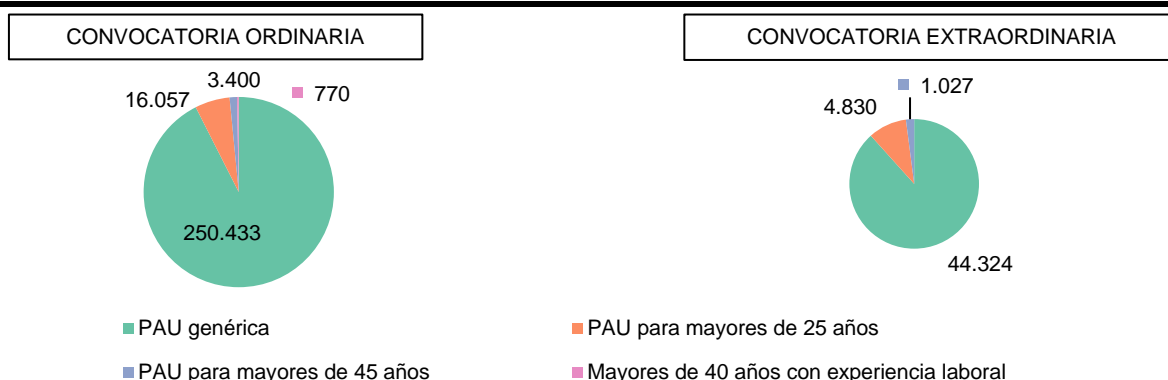 CONVOCATORIA ORDINARIA
CONVOCATORIA EXTRAORDINARIA
3.400
770
16.057
250.433
1.027
4.830
44.324
PAU genérica
PAU para mayores de 25 años
PAU para mayores de 45 años
Mayores de 40 años con experiencia laboral